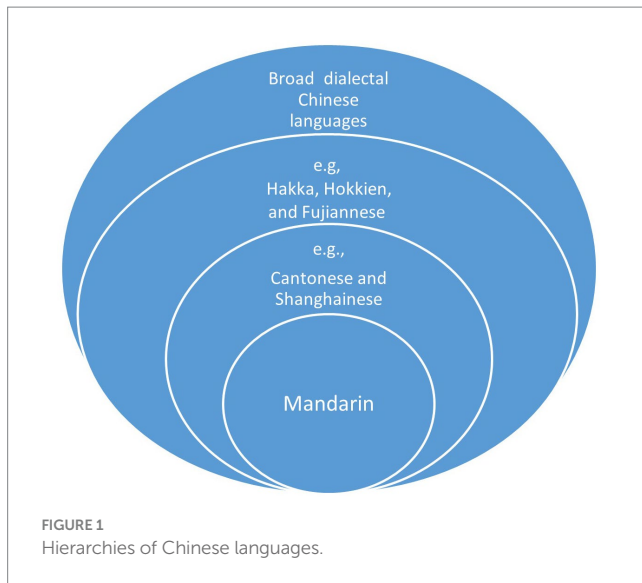 Broad dialectal
Chinese
languages
e.g,
Hakka, Hokkien,
and Fujiannese
e.g.,
Cantonese and
Shanghainese
Mandarin
FIGURE 1
Hierarchies of Chinese languages.